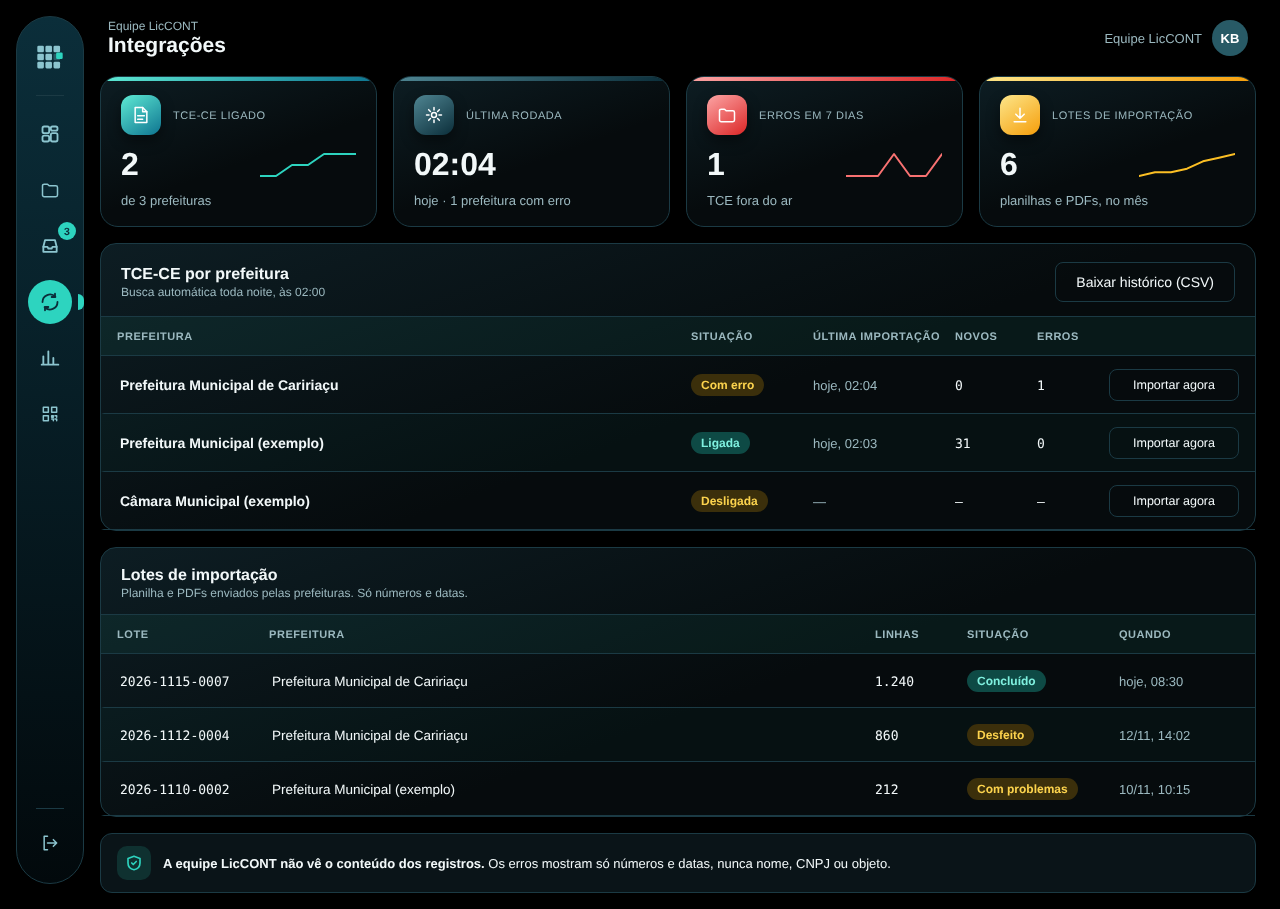 Equipe LicCONT
Integrações
Equipe LicCONT KB
3
TCE-CE LIGADO
2
de 3 prefeituras
ÚLTIMA RODADA
02:04
hoje · 1 prefeitura com erro
ERROS EM 7 DIAS
1
TCE fora do ar
LOTES DE IMPORTAÇÃO
6
planilhas e PDFs, no mês
TCE-CE por prefeitura
Busca automática toda noite, às 02:00
Baixar histórico (CSV)
PREFEITURA SITUAÇÃO ÚLTIMA IMPORTAÇÃO NOVOS ERROS
Prefeitura Municipal de Caririaçu Com erro hoje, 02:04 0 1 Importar agora
Prefeitura Municipal (exemplo) Ligada hoje, 02:03 31 0 Importar agora
Câmara Municipal (exemplo) Desligada — — — Importar agora
Lotes de importação
Planilha e PDFs enviados pelas prefeituras. Só números e datas.
LOTE PREFEITURA LINHAS SITUAÇÃO QUANDO
2026-1115-0007 Prefeitura Municipal de Caririaçu 1.240 Concluído hoje, 08:30
2026-1112-0004 Prefeitura Municipal de Caririaçu 860 Desfeito 12/11, 14:02
2026-1110-0002 Prefeitura Municipal (exemplo) 212 Com problemas 10/11, 10:15
A equipe LicCONT não vê o conteúdo dos registros. Os erros mostram só números e datas, nunca nome, CNPJ ou objeto.